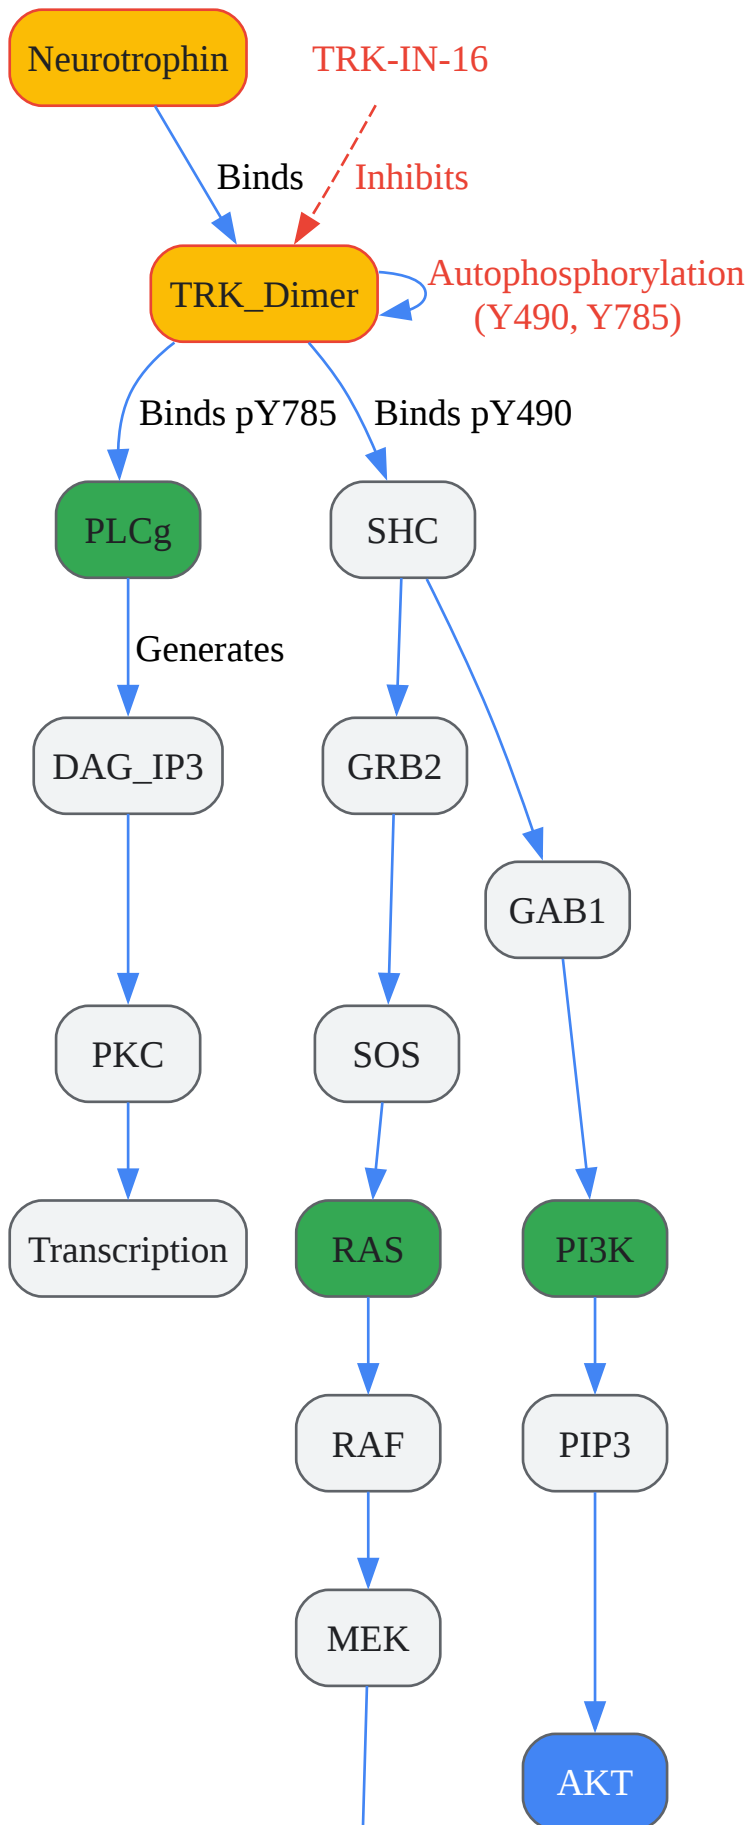 Neurotrophin
TRK-IN-16
Binds
Inhibits
TRK_Dimer
Autophosphorylation
(Y490, Y785)
Binds pY785
Binds pY490
PLCg
SHC
Generates
DAG_IP3
GRB2
GAB1
PKC
SOS
Transcription
RAS
PI3K
RAF
PIP3
MEK
AKT